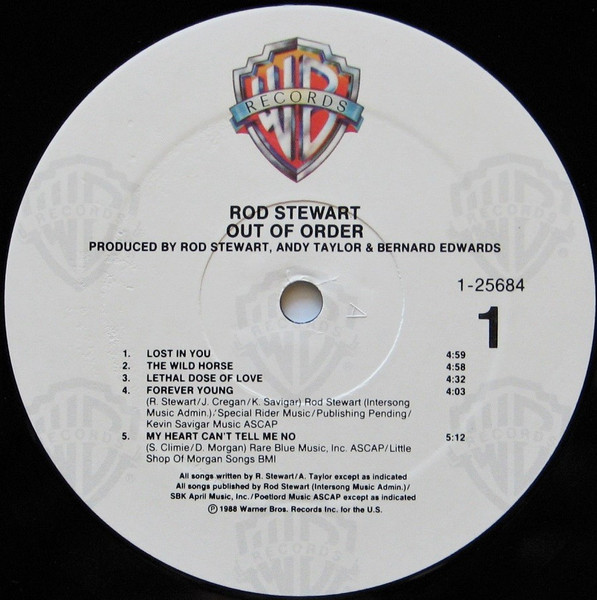 WB
RECORDS
ROD STEWART
OUT OF ORDER
PRODUCED BY ROD STEWART, ANDY TAYLOR & BERNARD EDWARDS
1-25684
1
1. LOST IN YOU 4:59
2. THE WILD HORSE 4:58
3. LETHAL DOSE OF LOVE 4:32
4. FOREVER YOUNG 4:03
(R. Stewart/J. Cregan/K. Savigar) Rod Stewart (Intersong
Music Admin.)/Special Rider Music/Publishing Pending/
Kevin Savigar Music ASCAP
5. MY HEART CAN'T TELL ME NO 5:12
(S. Climie/D. Morgan) Rare Blue Music, Inc. ASCAP/Little
Shop Of Morgan Songs BMI
All songs written by R. Stewart/A. Taylor except as indicated
All songs published by Rod Stewart (Intersong Music Admin.)/
SBK April Music, Inc./Poetlord Music ASCAP except as indicated
℗ 1988 Warner Bros. Records Inc. for the U.S.